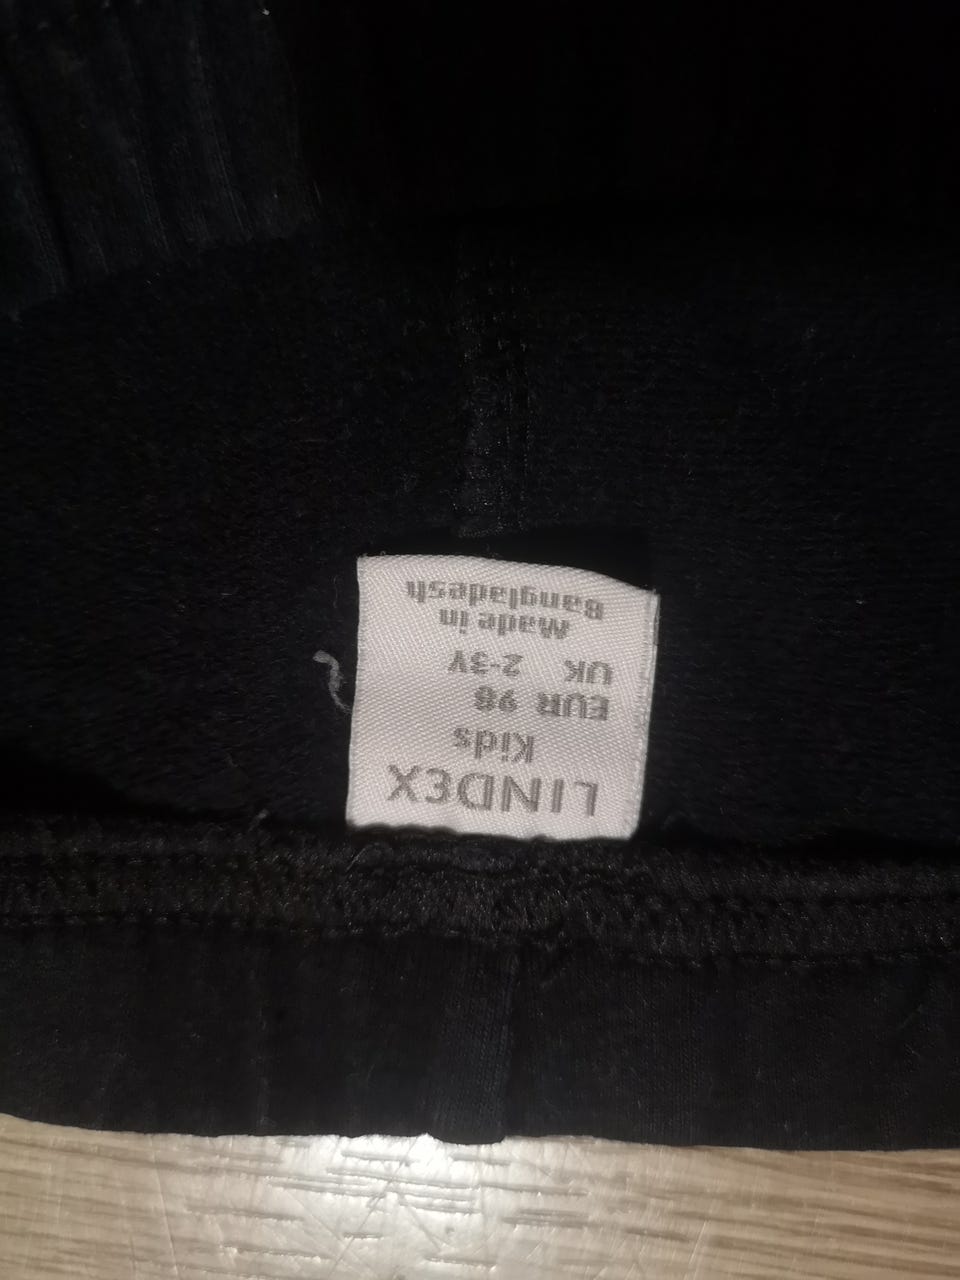 LINDEX
Kids
EUR 98
UK 2-3Y
Made in
Bangladesh